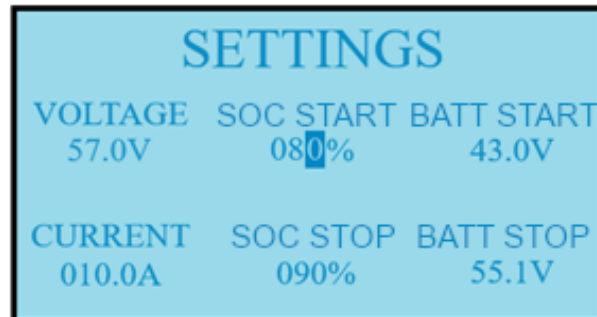 SETTINGS
VOLTAGE SOC START BATT START
57.0V 080% 43.0V
CURRENT SOC STOP BATT STOP
010.0A 090% 55.1V